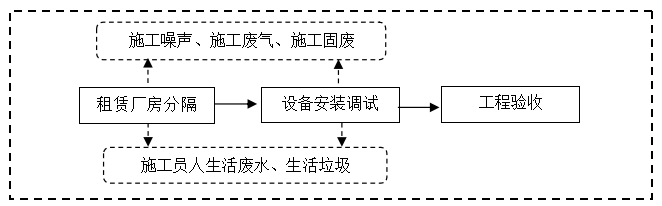 施工噪声、施工废气、施工固废
租赁厂房分隔
设备安装调试
工程验收
施工员人生活废水、生活垃圾